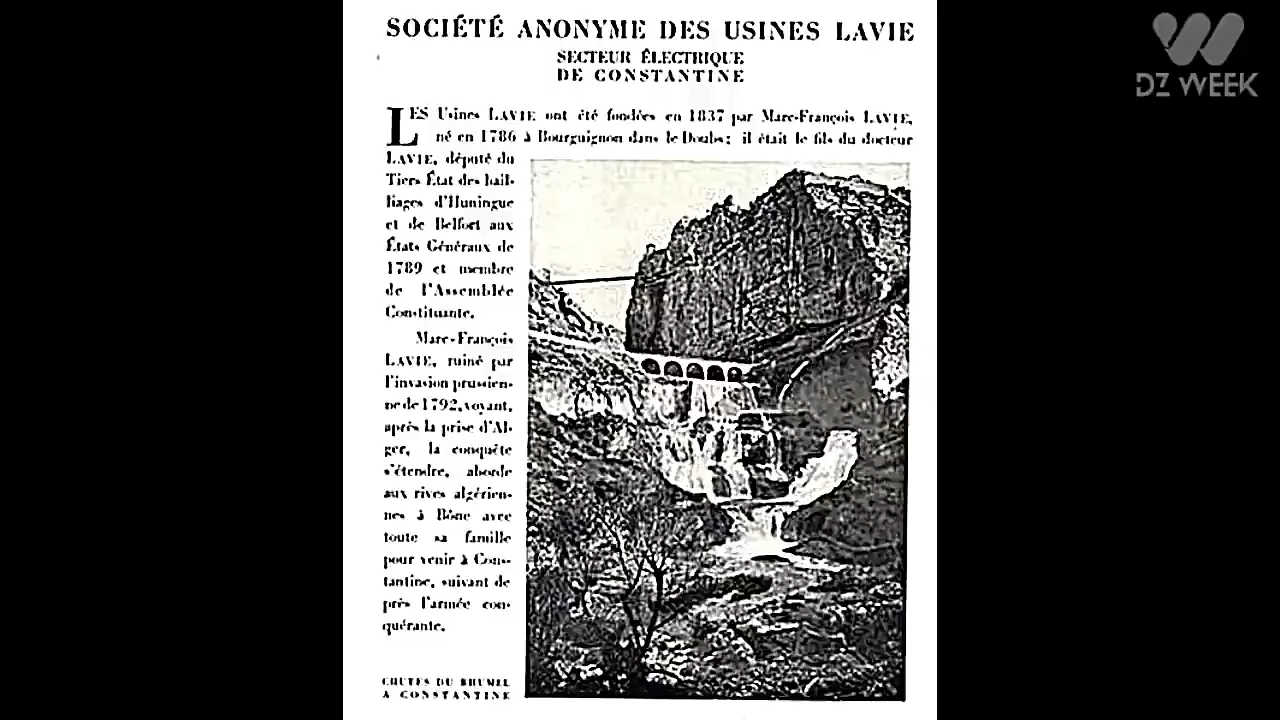 SOCIÉTÉ ANONYME DES USINES LAVIE
SECTEUR ÉLECTRIQUE
DE CONSTANTINE
DZ WEEK
LES Usines LAVIE ont été fondées en 1837 par Marc-François LAVIE,
né en 1786 à Bourguignon dans le Doubs; il était le fils du docteur
LAVIE, député du
Tiers État des bail-
liages d'Huningue
et de Belfort aux
États Généraux de
1789 et membre
de l'Assemblée
Constituante.
Marc-François
LAVIE, ruiné par
l'invasion prussien-
ne de 1792, voyant,
après la prise d'Al-
ger, la conquête
s'étendre, aborde
aux rives algérien-
nes à Bône avec
toute sa famille
pour venir à Cons-
tantine, suivant de
près l'armée con-
quérante.
CHUTES DU RHUMEL
A CONSTANTINE